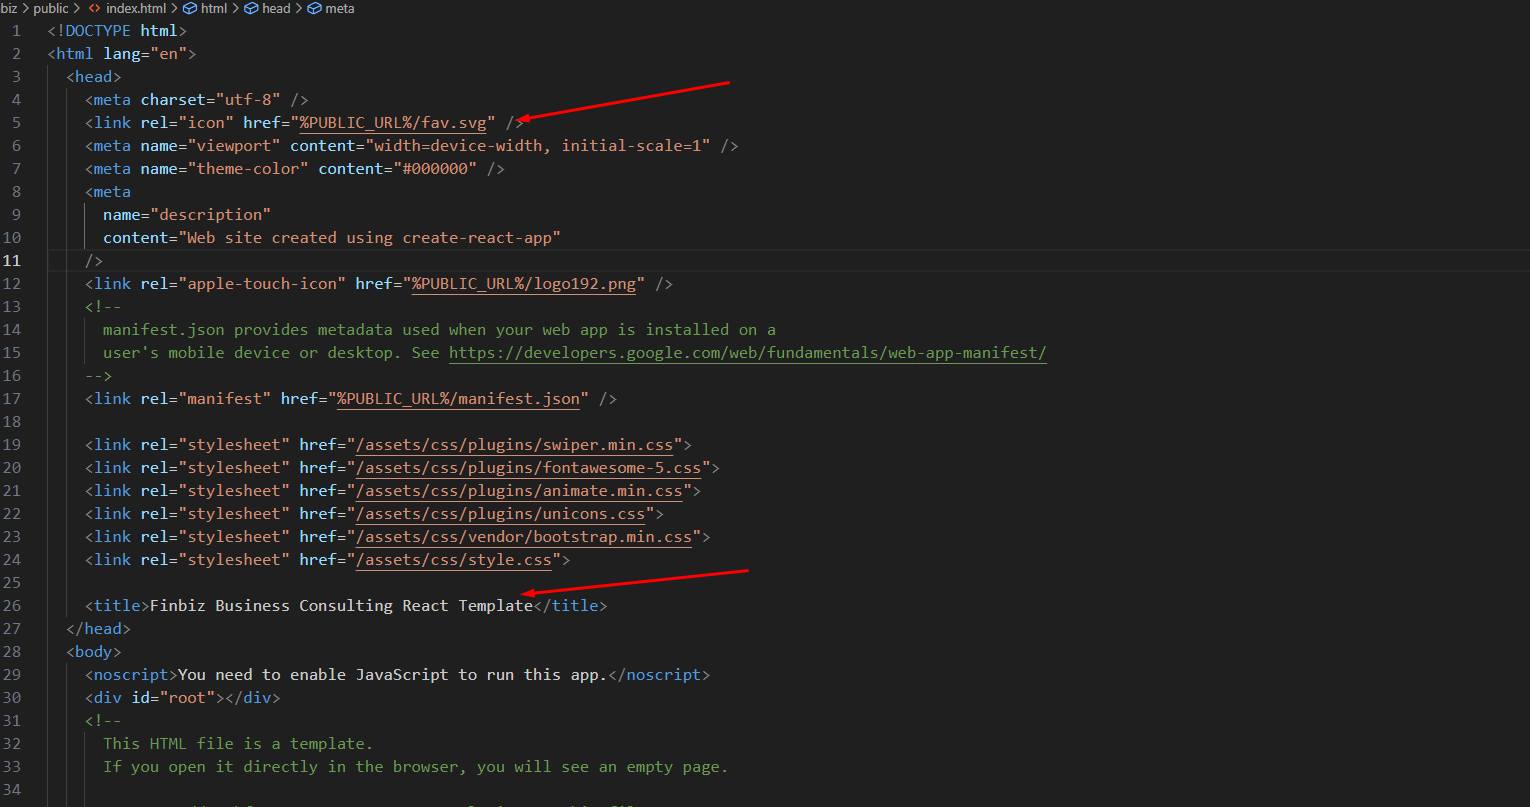 biz > public > <> index.html > html > head > meta
1 <!DOCTYPE html>
2 <html lang="en">
3 <head>
4 <meta charset="utf-8" />
5 <link rel="icon" href="%PUBLIC_URL%/fav.svg" />
6 <meta name="viewport" content="width=device-width, initial-scale=1" />
7 <meta name="theme-color" content="#000000" />
8 <meta
9 name="description"
10 content="Web site created using create-react-app"
11 />
12 <link rel="apple-touch-icon" href="%PUBLIC_URL%/logo192.png" />
13 <!--
14 manifest.json provides metadata used when your web app is installed on a
15 user's mobile device or desktop. See https://developers.google.com/web/fundamentals/web-app-manifest/
16 -->
17 <link rel="manifest" href="%PUBLIC_URL%/manifest.json" />
18
19 <link rel="stylesheet" href="/assets/css/plugins/swiper.min.css">
20 <link rel="stylesheet" href="/assets/css/plugins/fontawesome-5.css">
21 <link rel="stylesheet" href="/assets/css/plugins/animate.min.css">
22 <link rel="stylesheet" href="/assets/css/plugins/unicons.css">
23 <link rel="stylesheet" href="/assets/css/vendor/bootstrap.min.css">
24 <link rel="stylesheet" href="/assets/css/style.css">
25
26 <title>Finbiz Business Consulting React Template</title>
27 </head>
28 <body>
29 <noscript>You need to enable JavaScript to run this app.</noscript>
30 <div id="root"></div>
31 <!--
32 This HTML file is a template.
33 If you open it directly in the browser, you will see an empty page.
34